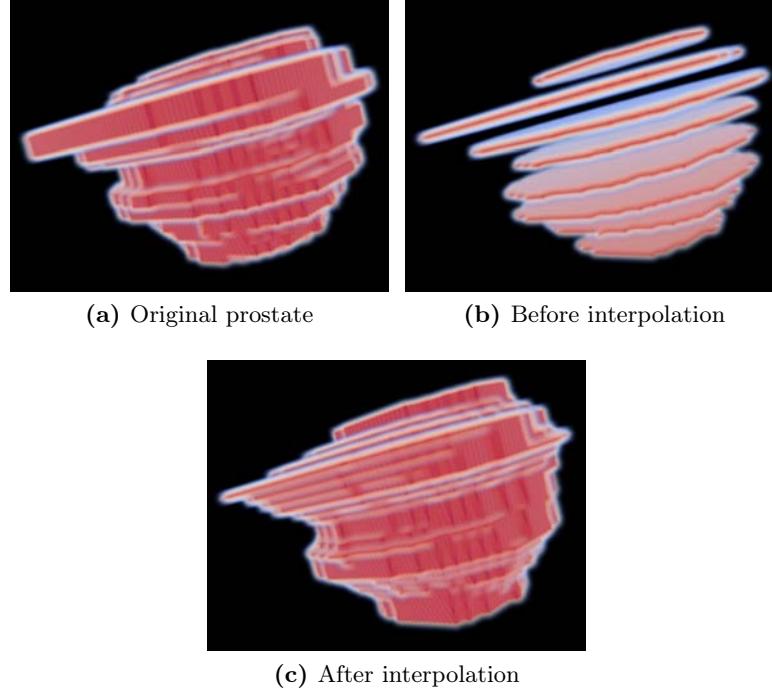 (a) Original prostate
(b) Before interpolation
(c) After interpolation